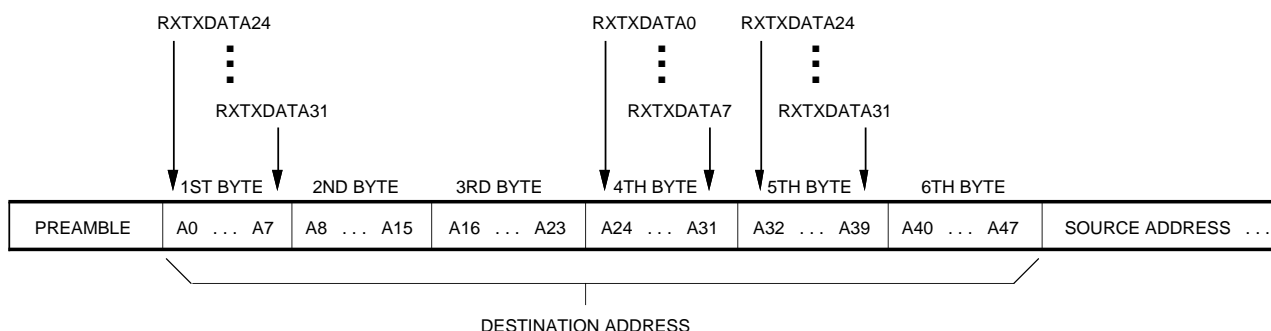 RXTXDATA24 RXTXDATA0 RXTXDATA24
RXTXDATA31 RXTXDATA7 RXTXDATA31
1ST BYTE 2ND BYTE 3RD BYTE 4TH BYTE 5TH BYTE 6TH BYTE
PREAMBLE A0 ... A7 A8 ... A15 A16 ... A23 A24 ... A31 A32 ... A39 A40 ... A47 SOURCE ADDRESS ...
DESTINATION ADDRESS